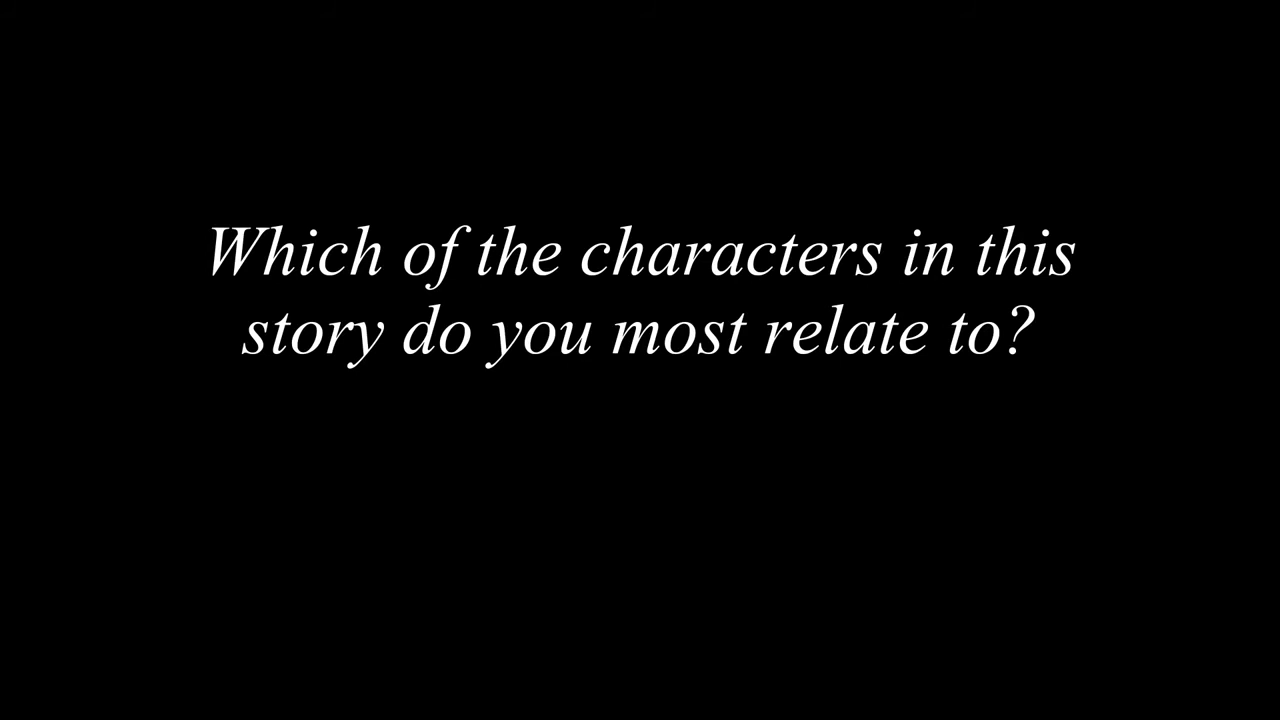 Which of the characters in this
story do you most relate to?